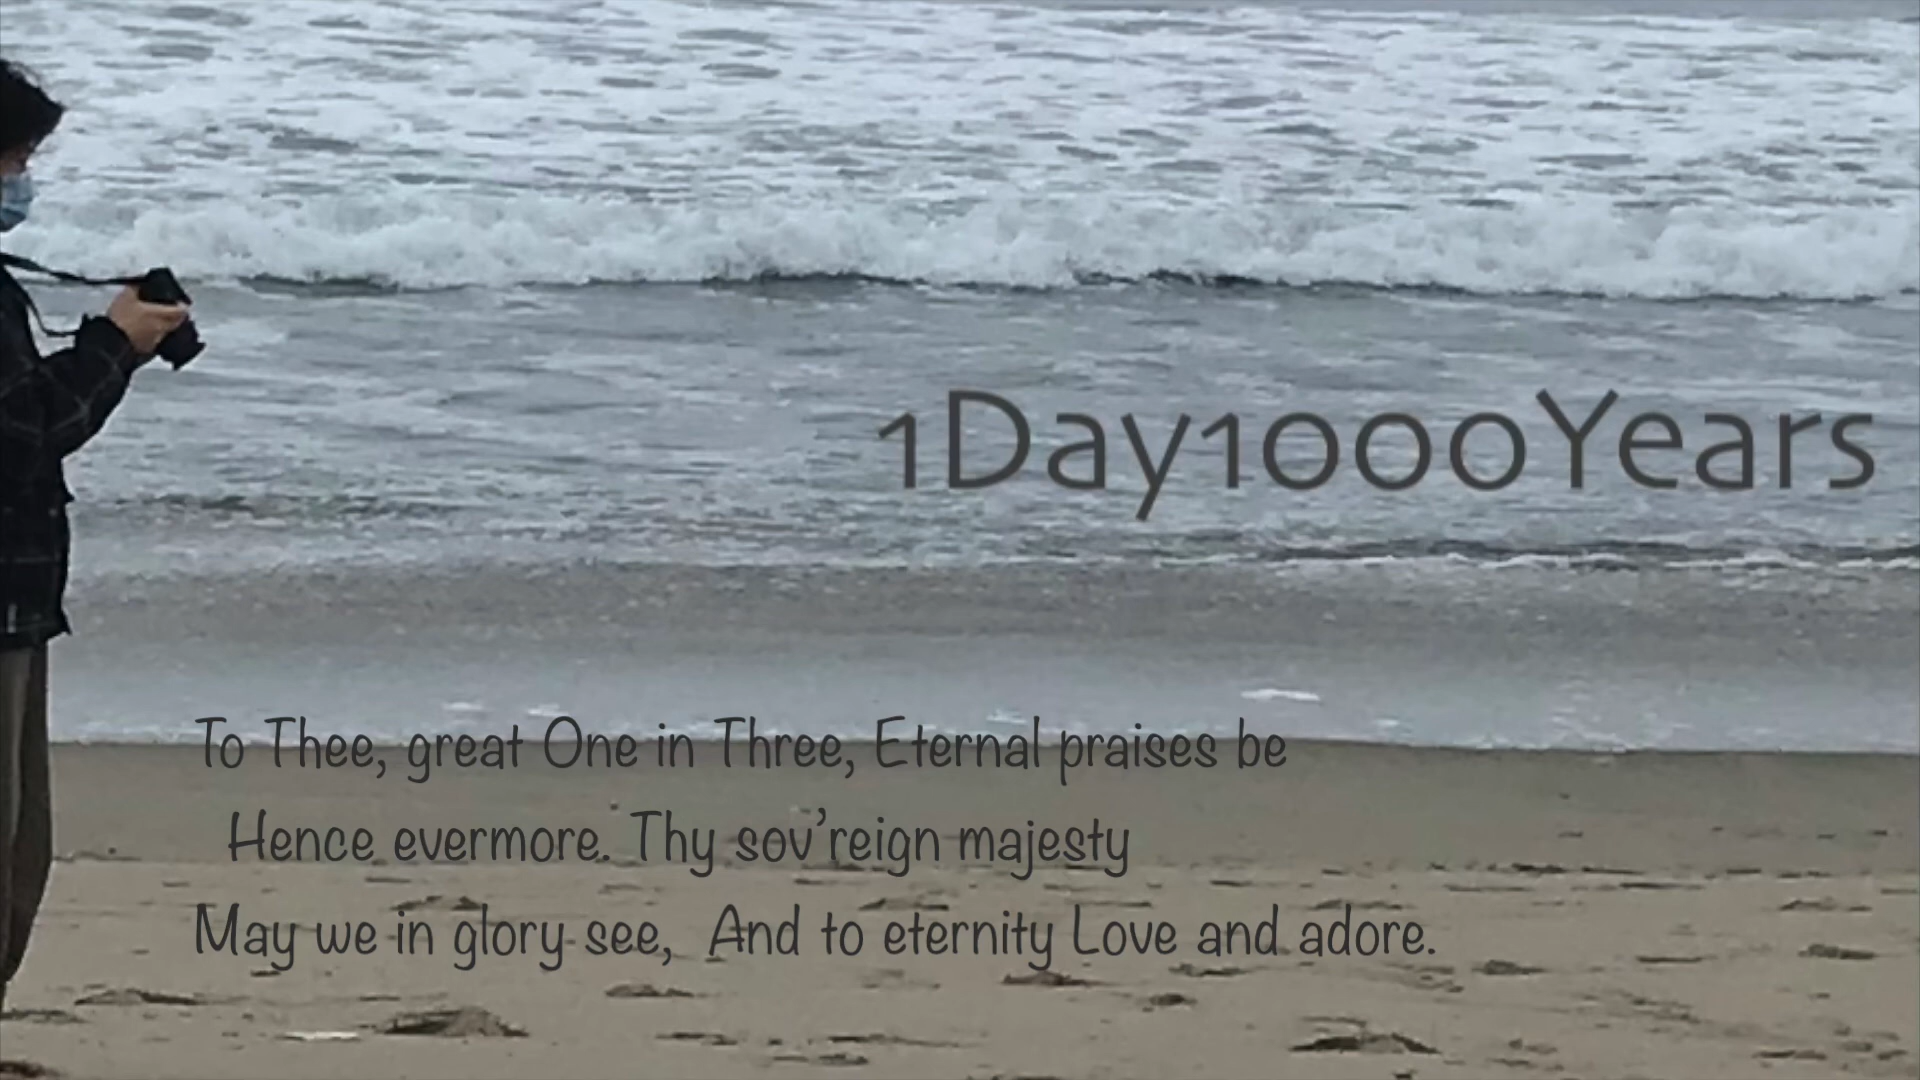 1Day1000Years
To Thee, great One in Three, Eternal praises be
Hence evermore. Thy sov’reign majesty
May we in glory see, And to eternity Love and adore.